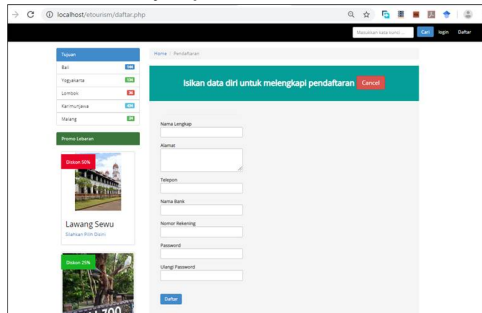 localhost/etourism/daftar.php
Masukkan kata kunci.... Cari login Daftar
Tujuan
Bali
Yogyakarta
Lombok
Karimunjawa
Malang
Promo Lebaran
Diskon 50%
Lawang Sewu
Diskon 25%
Home / Pendaftaran
Isikan data diri untuk melengkapi pendaftaran Cancel
Nama Lengkap
Alamat
Telepon
Nama Bank
Nomor Rekening
Password
Ulangi Password
Daftar